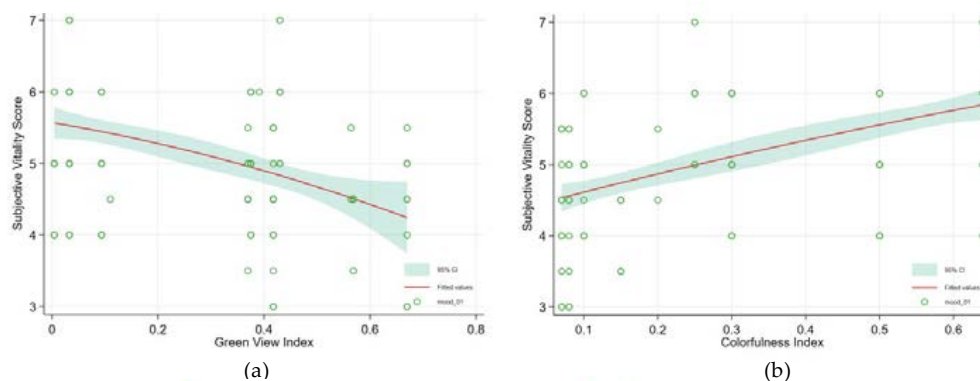 7
6
5
4
3
Subjective Vitality Score
0
0.2
0.4
0.6
0.8
Green View Index
95% CI
Fitted values
mood_01
(a)
7
6
5
4
3
Subjective Vitality Score
0.1
0.2
0.3
0.4
0.5
0.6
Colorfulness Index
95% CI
Fitted values
mood_01
(b)